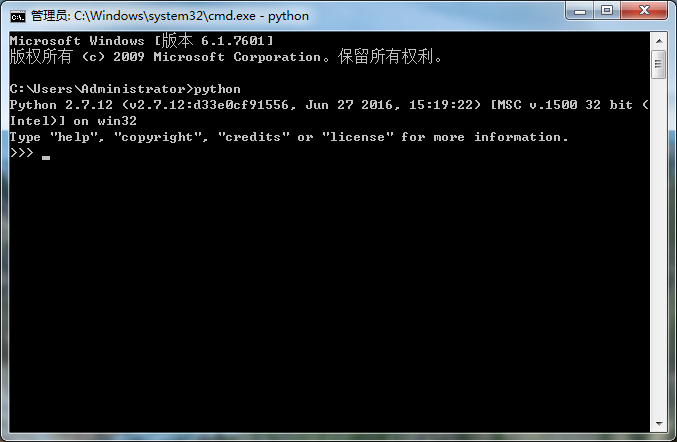 管理员: C:\Windows\system32\cmd.exe - python
Microsoft Windows [版本 6.1.7601]
版权所有 (c) 2009 Microsoft Corporation。保留所有权利。
C:\Users\Administrator>python
Python 2.7.12 (v2.7.12:d33e0cf91556, Jun 27 2016, 15:19:22) [MSC v.1500 32 bit (
Intel)] on win32
Type "help", "copyright", "credits" or "license" for more information.
>>>